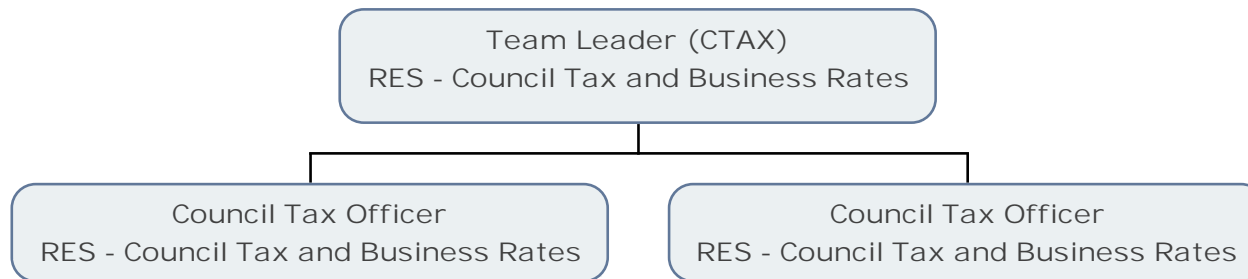 Team Leader (CTAX)
RES - Council Tax and Business Rates
Council Tax Officer
RES - Council Tax and Business Rates
Council Tax Officer
RES - Council Tax and Business Rates